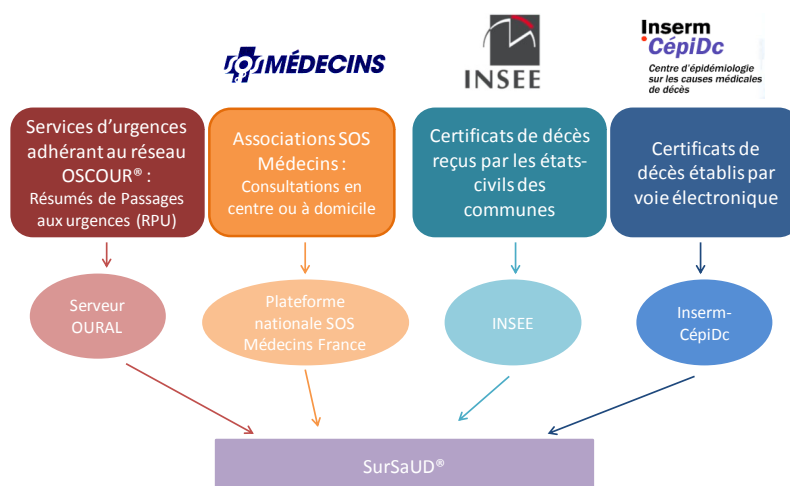 SOS MÉDECINS
INSEE
Inserm
CépiDc
Centre d'épidémiologie
sur les causes médicales
de décès
Services d'urgences
adhérant au réseau
OSCOUR® :
Résumés de Passages
aux urgences (RPU)
Associations SOS
Médecins :
Consultations en
centre ou à domicile
Certificats de décès
reçus par les états-
civils des
communes
Certificats de
décès établis par
voie électronique
Serveur
OURAL
Plateforme
nationale SOS
Médecins France
INSEE
Inserm-
CépiDc
SurSaUD®